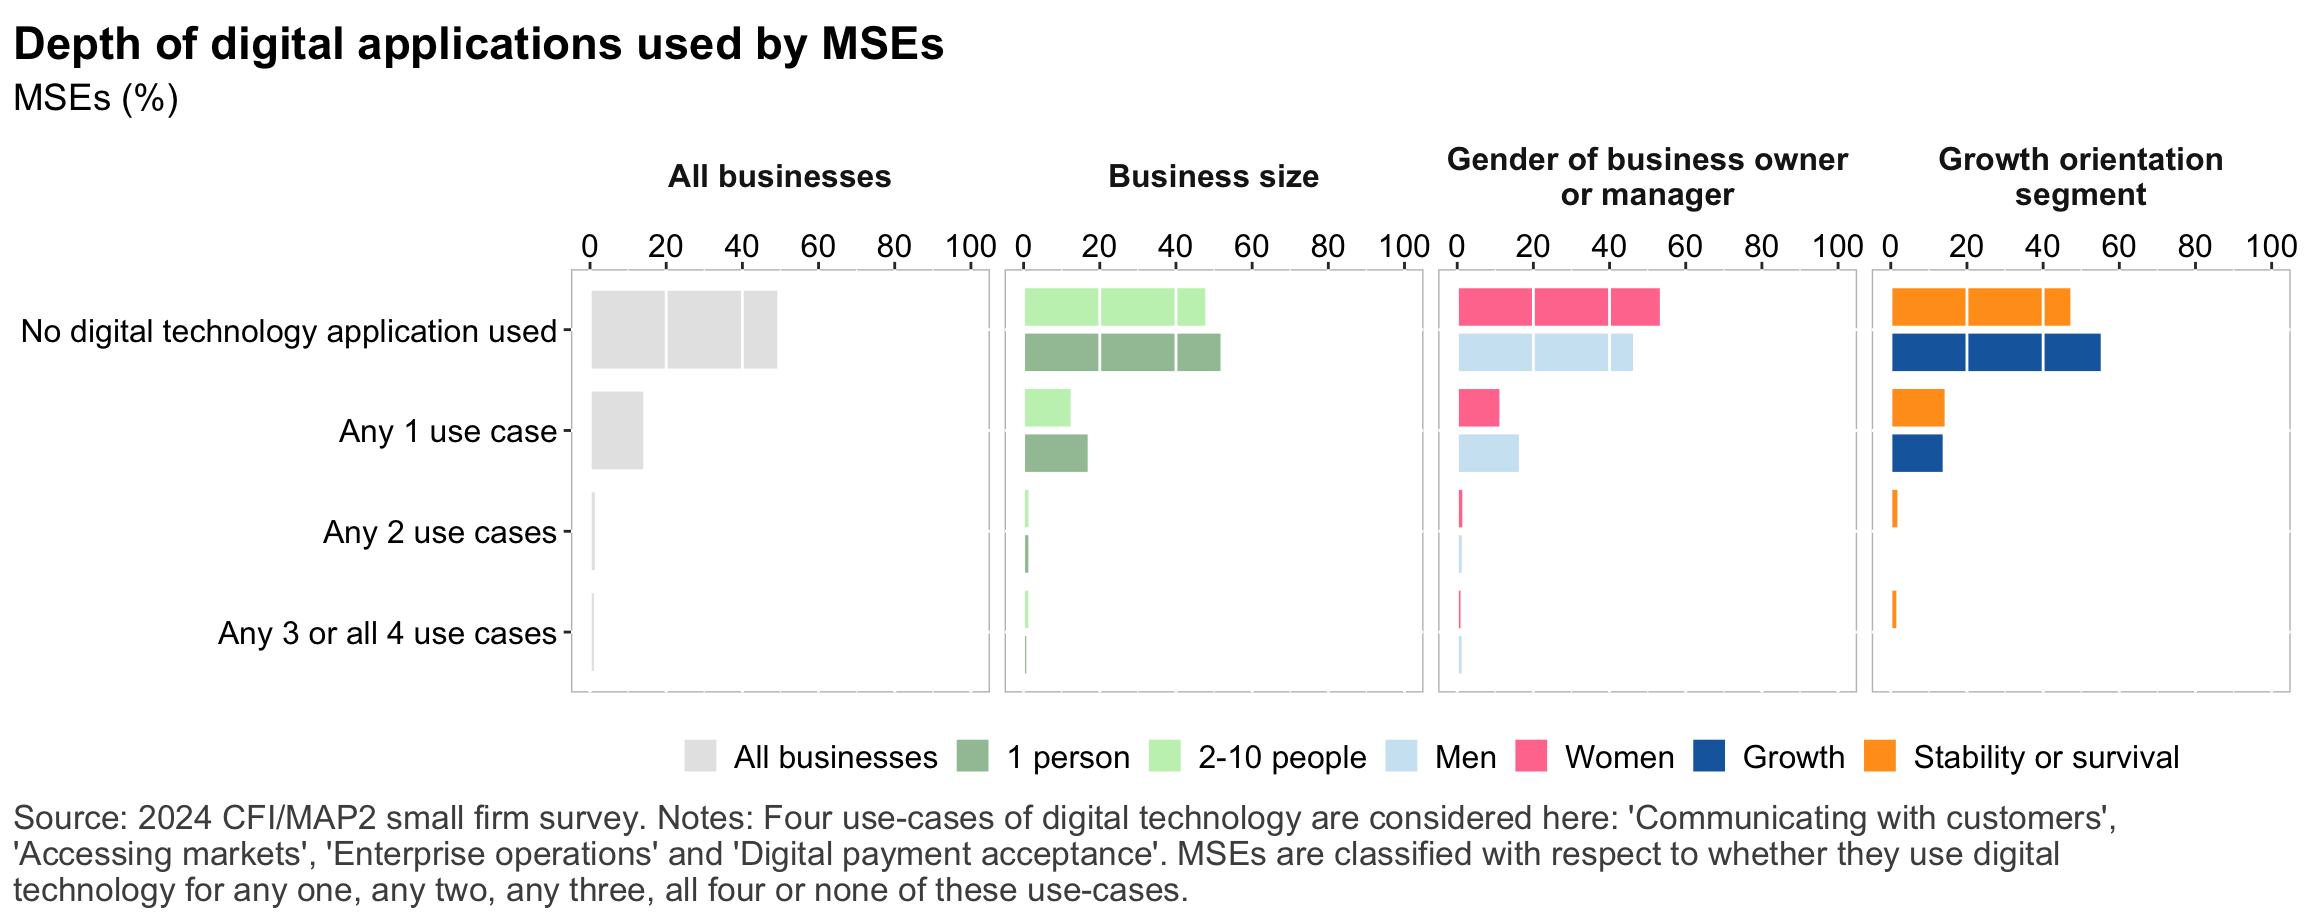 Depth of digital applications used by MSEs
MSEs (%)
All businesses
Business size
Gender of business owner
or manager
Growth orientation
segment
0 20 40 60 80 100
0 20 40 60 80 100
0 20 40 60 80 100
0 20 40 60 80 100
No digital technology application used
Any 1 use case
Any 2 use cases
Any 3 or all 4 use cases
All businesses
1 person
2-10 people
Men
Women
Growth
Stability or survival
Source: 2024 CFI/MAP2 small firm survey. Notes: Four use-cases of digital technology are considered here: 'Communicating with customers',
'Accessing markets', 'Enterprise operations' and 'Digital payment acceptance'. MSEs are classified with respect to whether they use digital
technology for any one, any two, any three, all four or none of these use-cases.